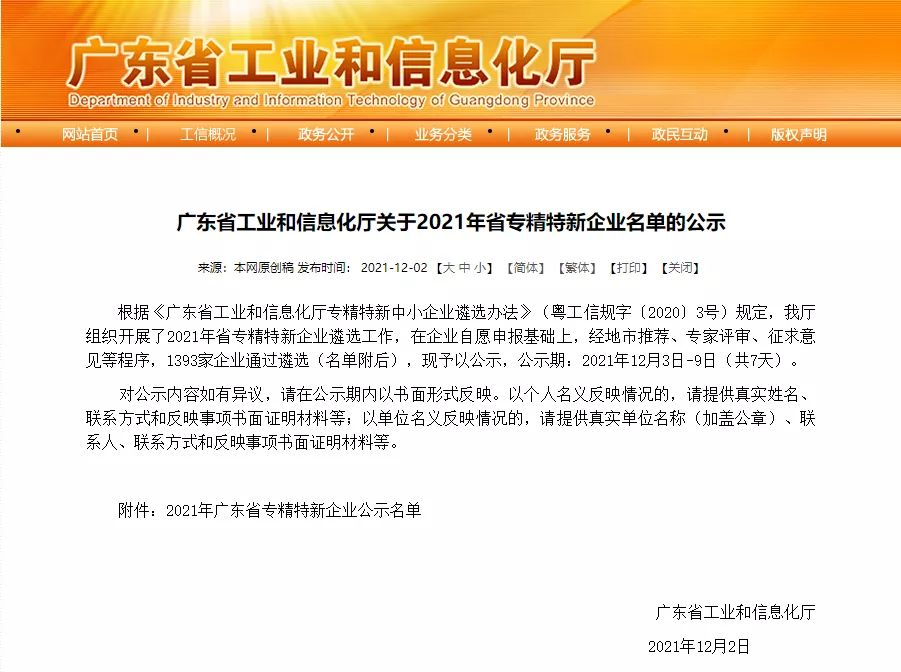 广东省工业和信息化厅
Department of Industry and Information Technology of Guangdong Province
• 网站首页 • | 工信概况 • | 政务公开 • | 业务分类 • | 政务服务 • | 政民互动 • | 版权声明
广东省工业和信息化厅关于2021年省专精特新企业名单的公示
来源：本网原创稿 发布时间： 2021-12-02 【大 中 小】 【简体】 【繁体】 【打印】 【关闭】
根据《广东省工业和信息化厅专精特新中小企业遴选办法》（粤工信规字〔2020〕3号）规定，我厅
组织开展了2021年省专精特新企业遴选工作，在企业自愿申报基础上，经地市推荐、专家评审、征求意
见等程序，1393家企业通过遴选（名单附后），现予以公示，公示期：2021年12月3日-9日（共7天）。
对公示内容如有异议，请在公示期内以书面形式反映。以个人名义反映情况的，请提供真实姓名、
联系方式和反映事项书面证明材料等；以单位名义反映情况的，请提供真实单位名称（加盖公章）、联
系人、联系方式和反映事项书面证明材料等。
附件：2021年广东省专精特新企业公示名单
广东省工业和信息化厅
2021年12月2日